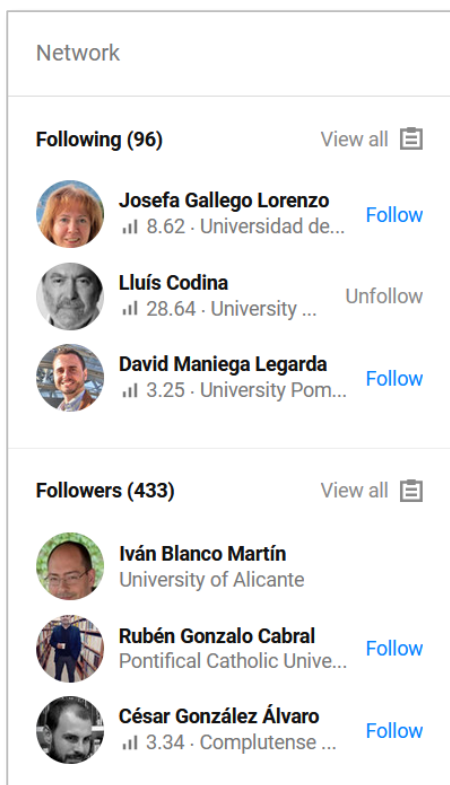 Network
Following (96) View all
Josefa Gallego Lorenzo
8.62 · Universidad de... Follow
Lluís Codina
28.64 · University ... Unfollow
David Maniega Legarda
3.25 · University Pom... Follow
Followers (433) View all
Iván Blanco Martín
University of Alicante
Rubén Gonzalo Cabral
Pontifical Catholic Unive... Follow
César González Álvaro
3.34 · Complutense ... Follow